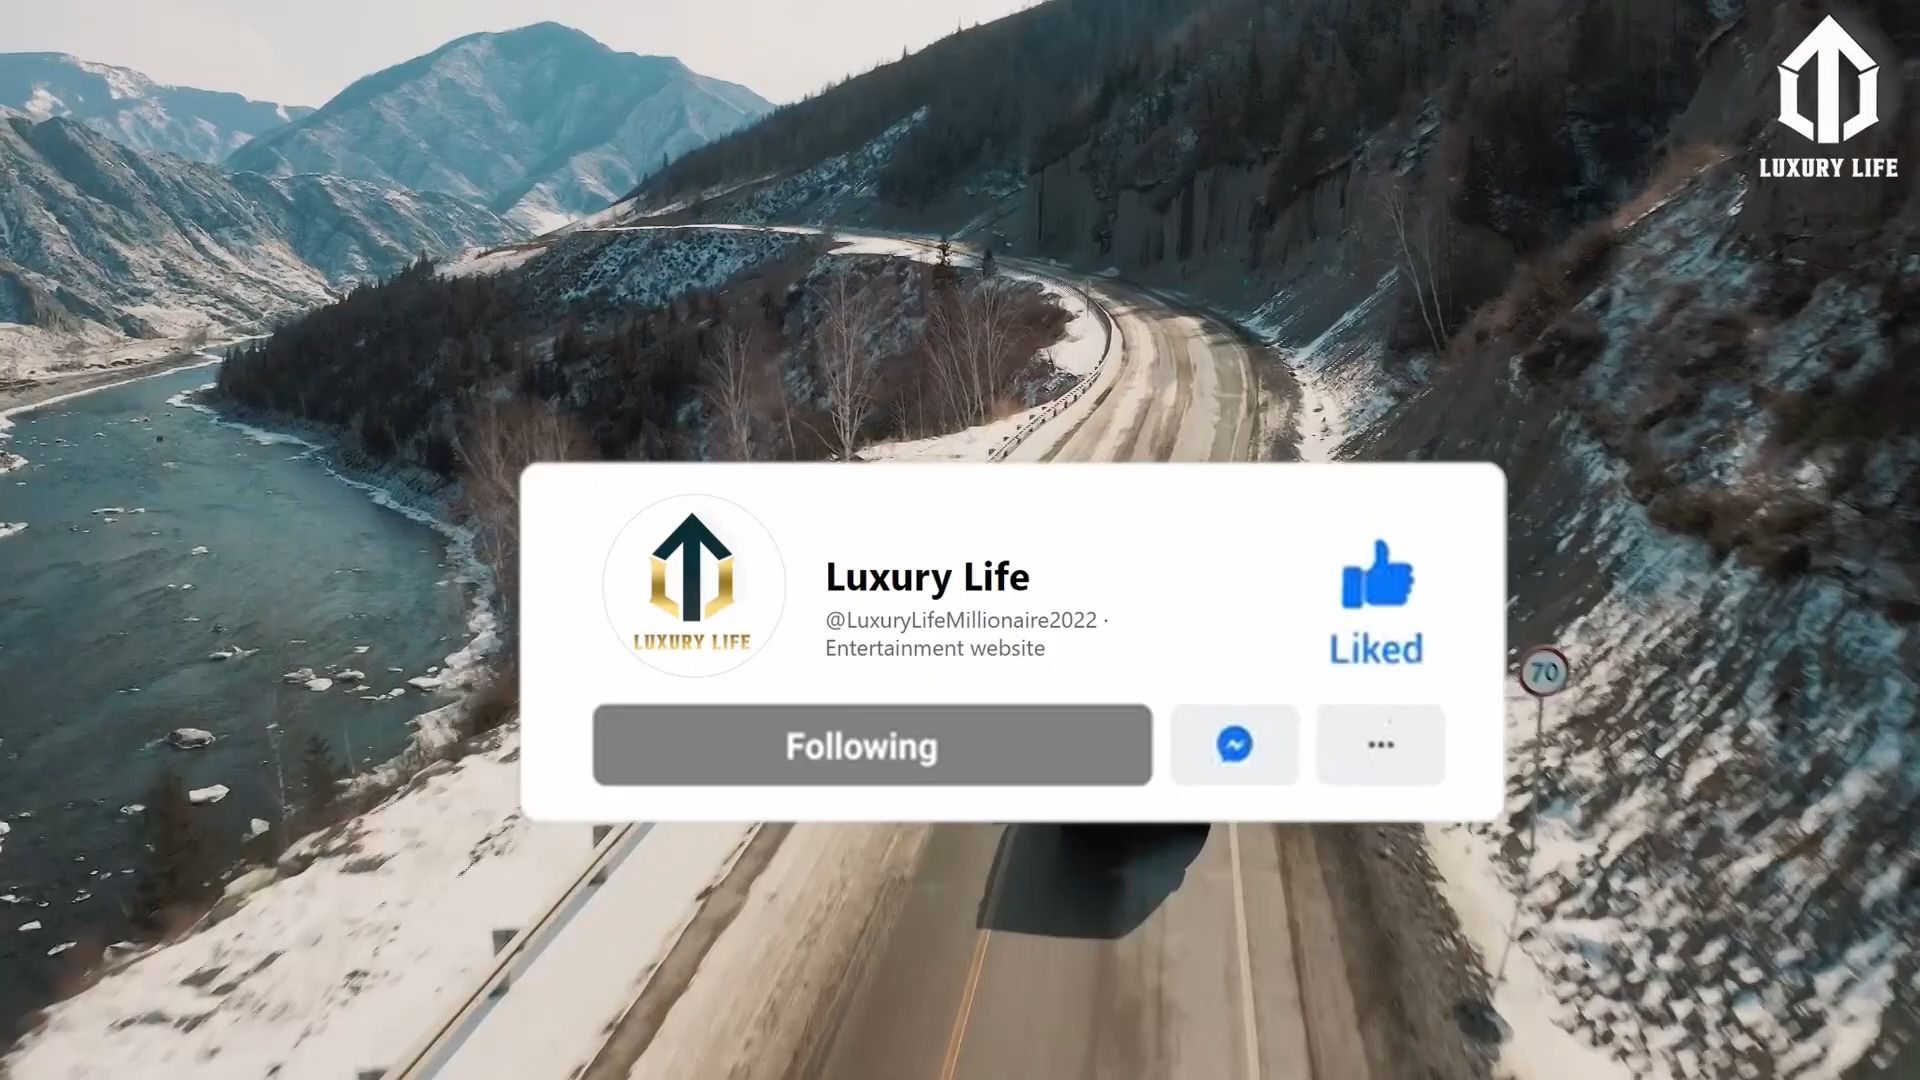 LUXURY LIFE
LUXURY LIFE
Luxury Life
@LuxuryLifeMillionaire2022 ·
Entertainment website
Liked
70
Following
...